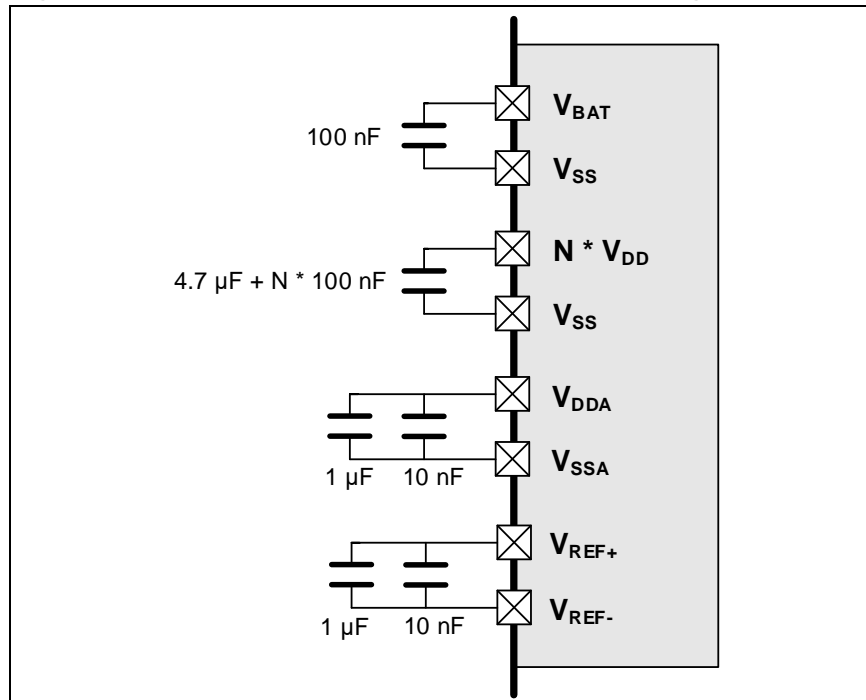 V_BAT
100 nF
V_SS
N * V_DD
4.7 µF + N * 100 nF
V_SS
V_DDA
V_SSA
1 µF 10 nF
V_REF+
V_REF-
1 µF 10 nF